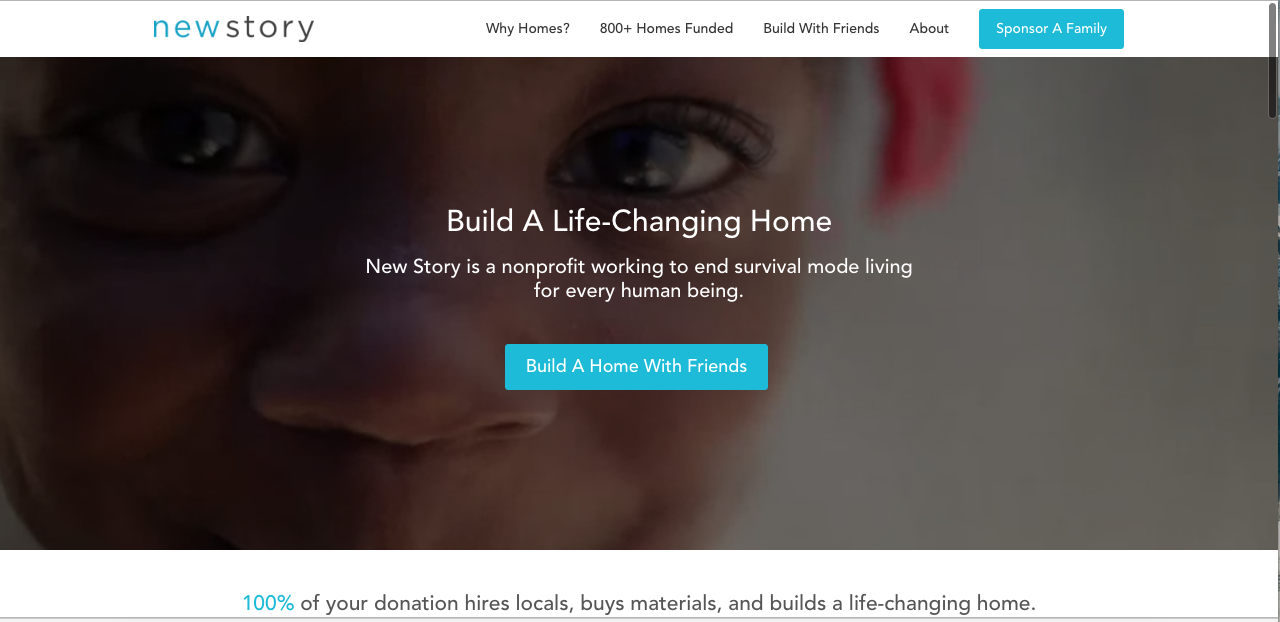 newstory
Why Homes?
800+ Homes Funded
Build With Friends
About
Sponsor A Family
Build A Life-Changing Home
New Story is a nonprofit working to end survival mode living
for every human being.
Build A Home With Friends
100% of your donation hires locals, buys materials, and builds a life-changing home.